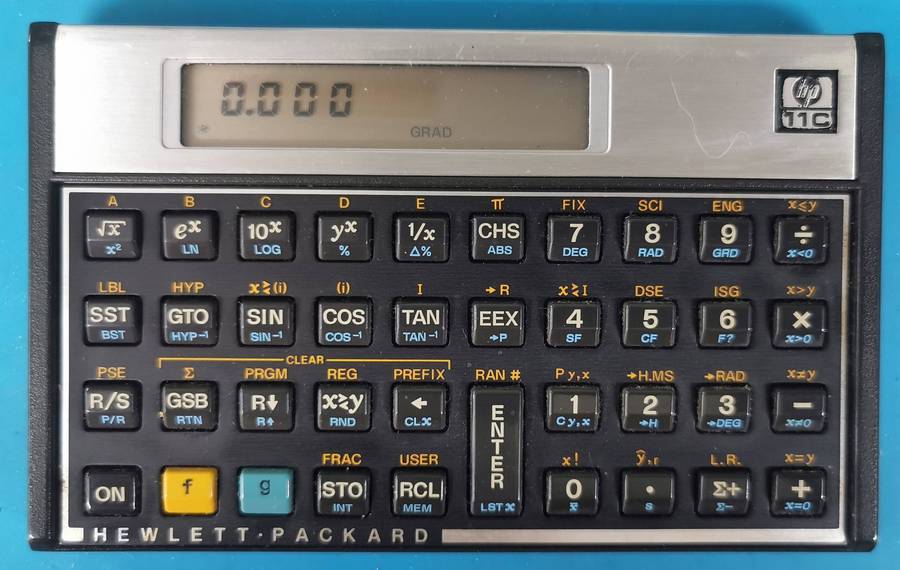 0.000
*
GRAD
hp
11C
A B C D E π FIX SCI ENG x≤y
√x eˣ 10ˣ yˣ 1/x CHS 7 8 9 ÷
x² LN LOG % Δ% ABS DEG RAD GRD x<0
LBL HYP x≷(i) (i) I →R x≷I DSE ISG x>y
SST GTO SIN COS TAN EEX 4 5 6 ×
BST HYP⁻¹ SIN⁻¹ COS⁻¹ TAN⁻¹ →P SF CF F? x>0
CLEAR
PSE Σ PRGM REG PREFIX RAN # Py,x →H.MS →RAD x≠y
R/S GSB R↓ x≷y ← ENTER 1 2 3 −
P/R RTN R↑ RND CLx Cy,x →H →DEG x≠0
FRAC USER x! ŷ,r L.R. x=y
ON f g STO RCL 0 . Σ+ +
INT MEM LSTx x̄ s Σ− x=0
HEWLETT·PACKARD